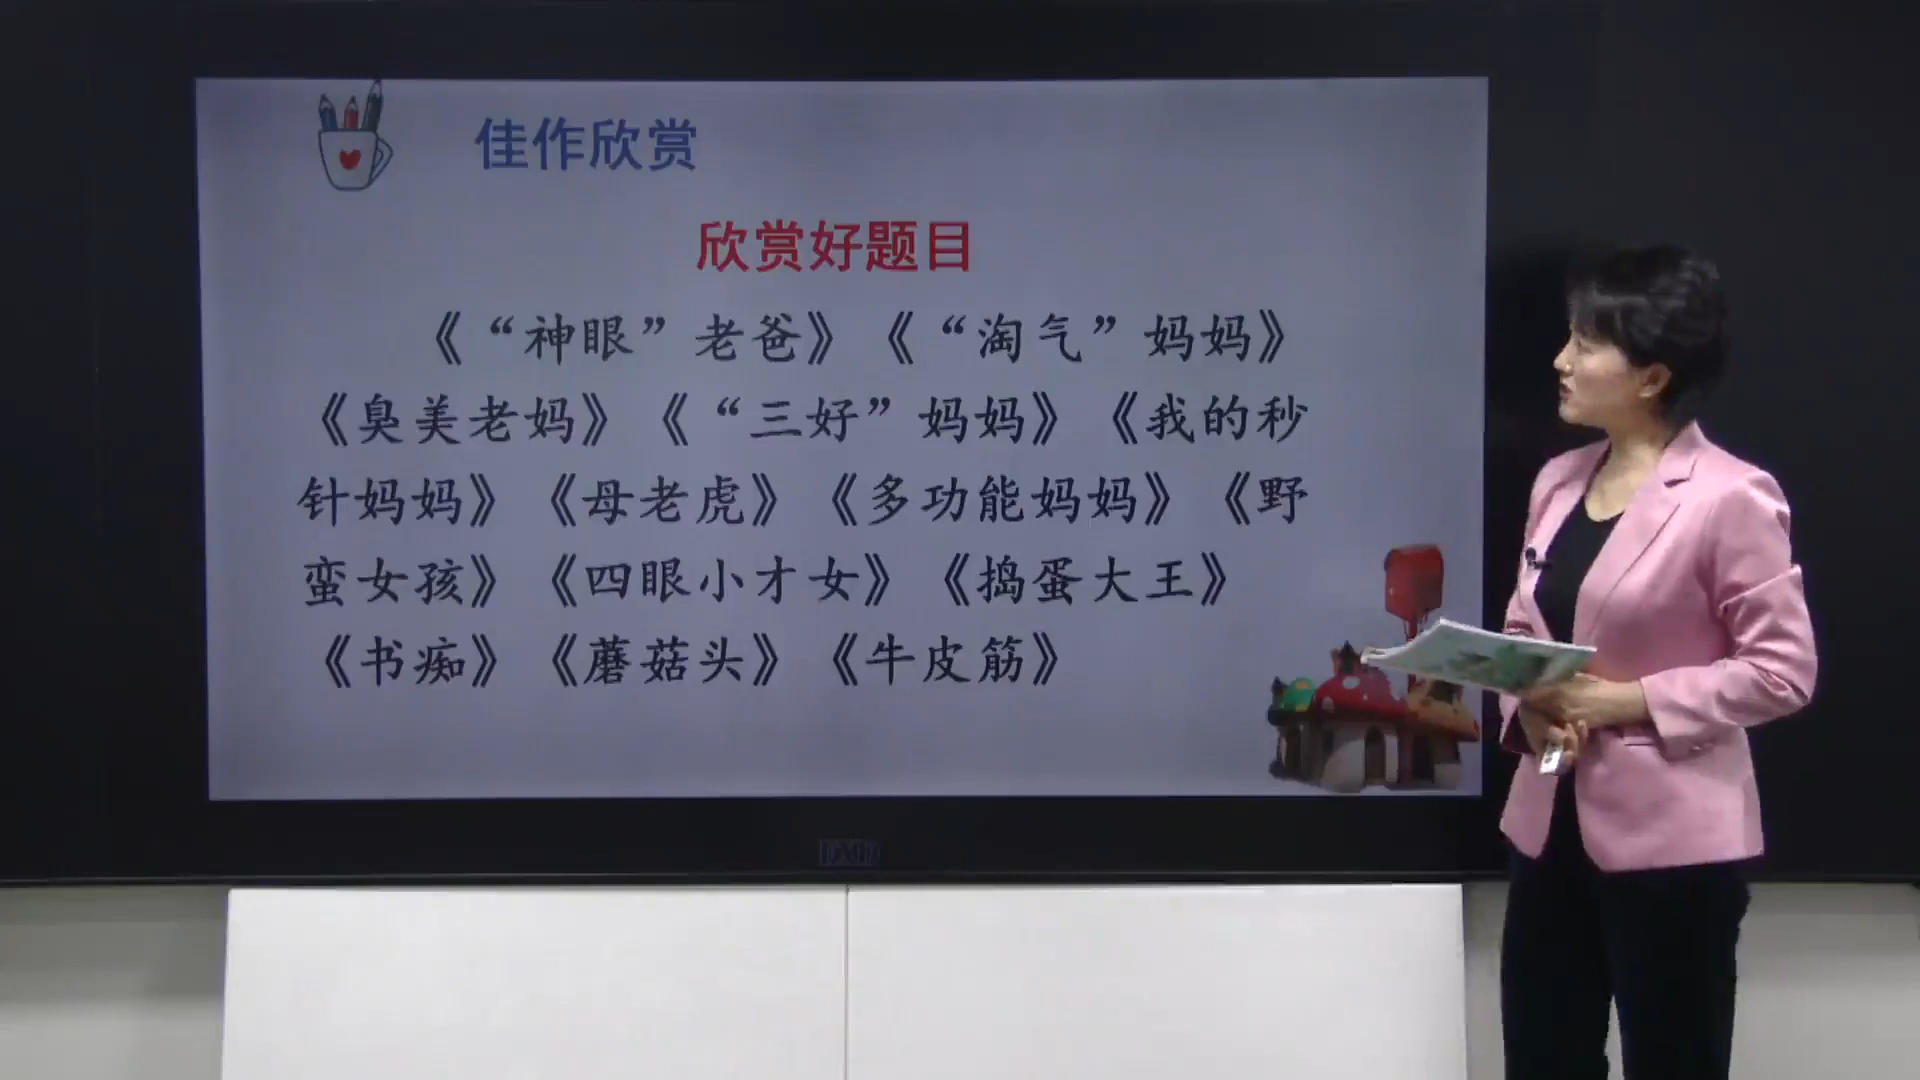 佳作欣赏
欣赏好题目
《“神眼”老爸》《“淘气”妈妈》
《臭美老妈》《“三好”妈妈》《我的秒
针妈妈》《母老虎》《多功能妈妈》《野
蛮女孩》《四眼小才女》《捣蛋大王》
《书痴》《蘑菇头》《牛皮筋》